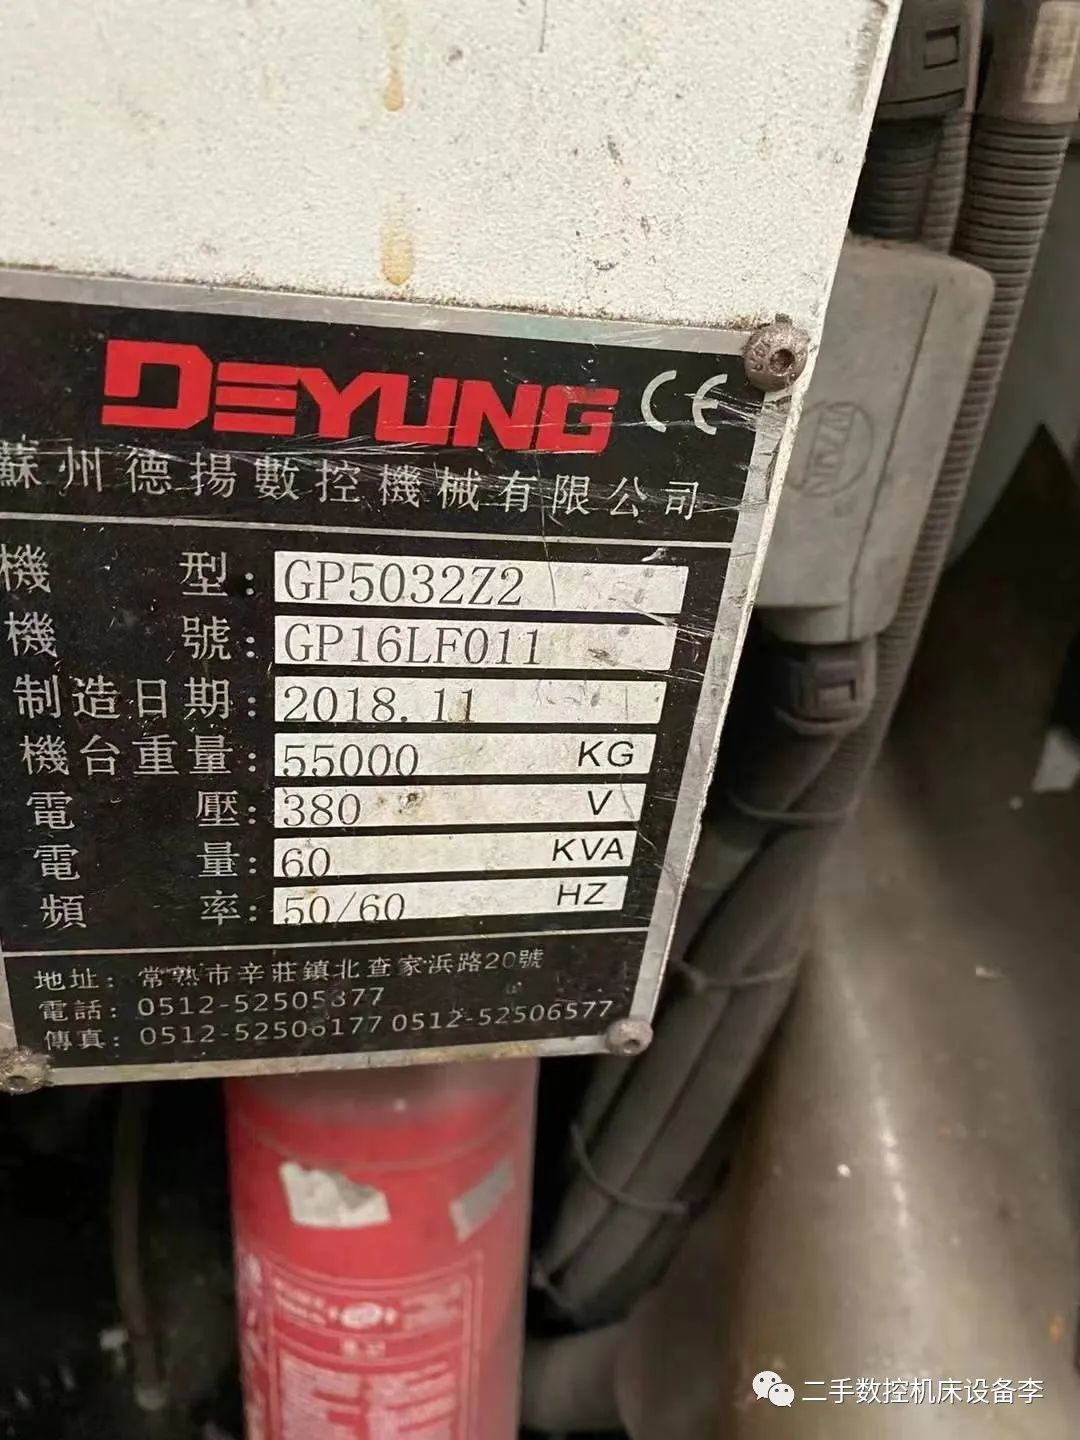 DEYUNG CE
蘇州德揚數控機械有限公司
機型: GP5032Z2
機號: GP16LF011
制造日期: 2018.11
機台重量: 55000 KG
電壓: 380 V
電量: 60 KVA
頻率: 50/60 HZ
地址: 常熟市辛莊鎮北查家浜路20號
電話: 0512-52505377
傳真: 0512-52506177 0512-52506577
二手数控机床设备李